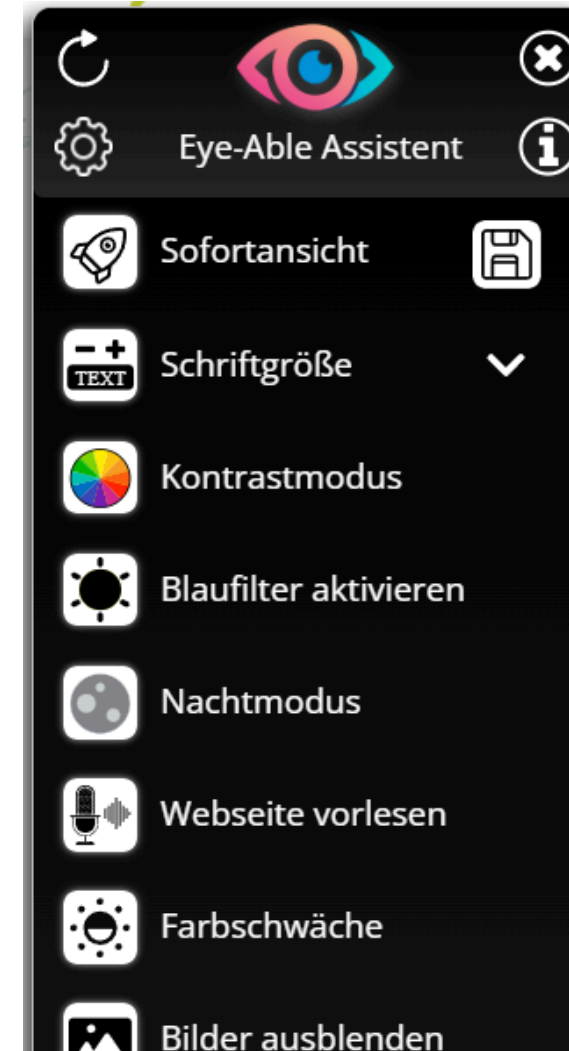 Eye-Able Assistent
Sofortansicht
TEXT
Schriftgröße
Kontrastmodus
Blaufilter aktivieren
Nachtmodus
Webseite vorlesen
Farbschwäche
Bilder ausblenden